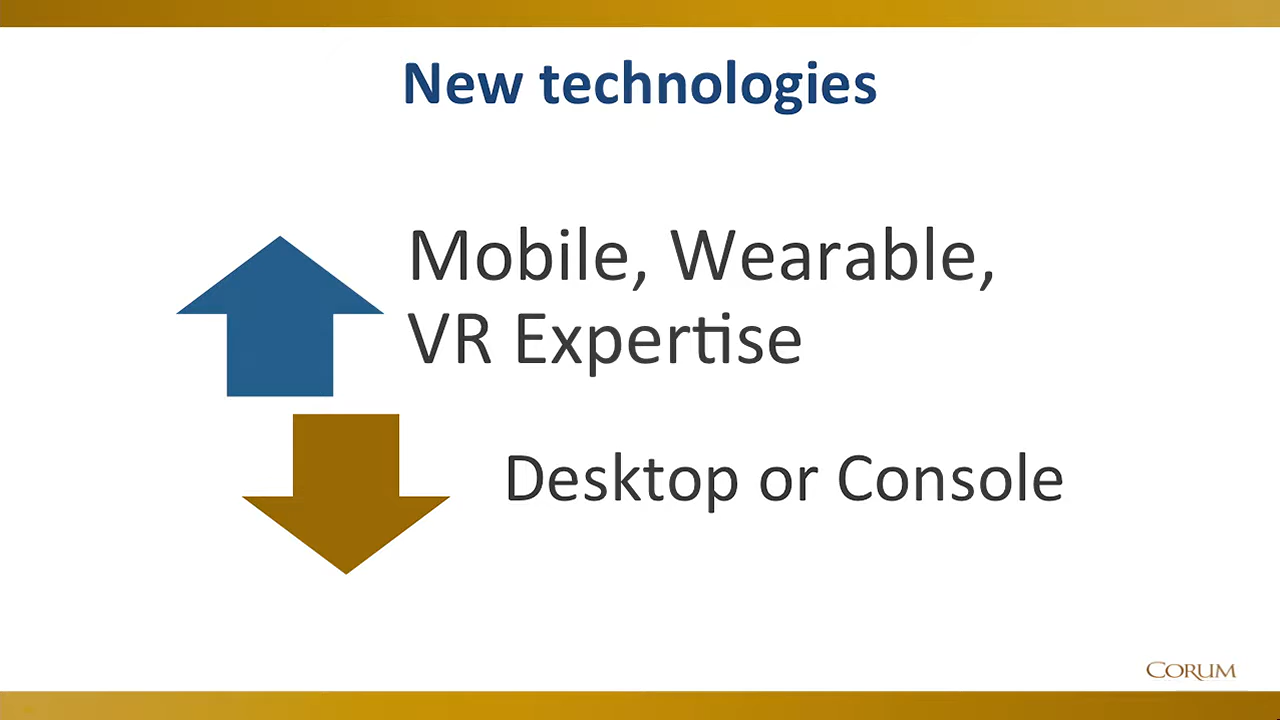 New technologies
Mobile, Wearable,
VR Expertise
Desktop or Console
CORUM